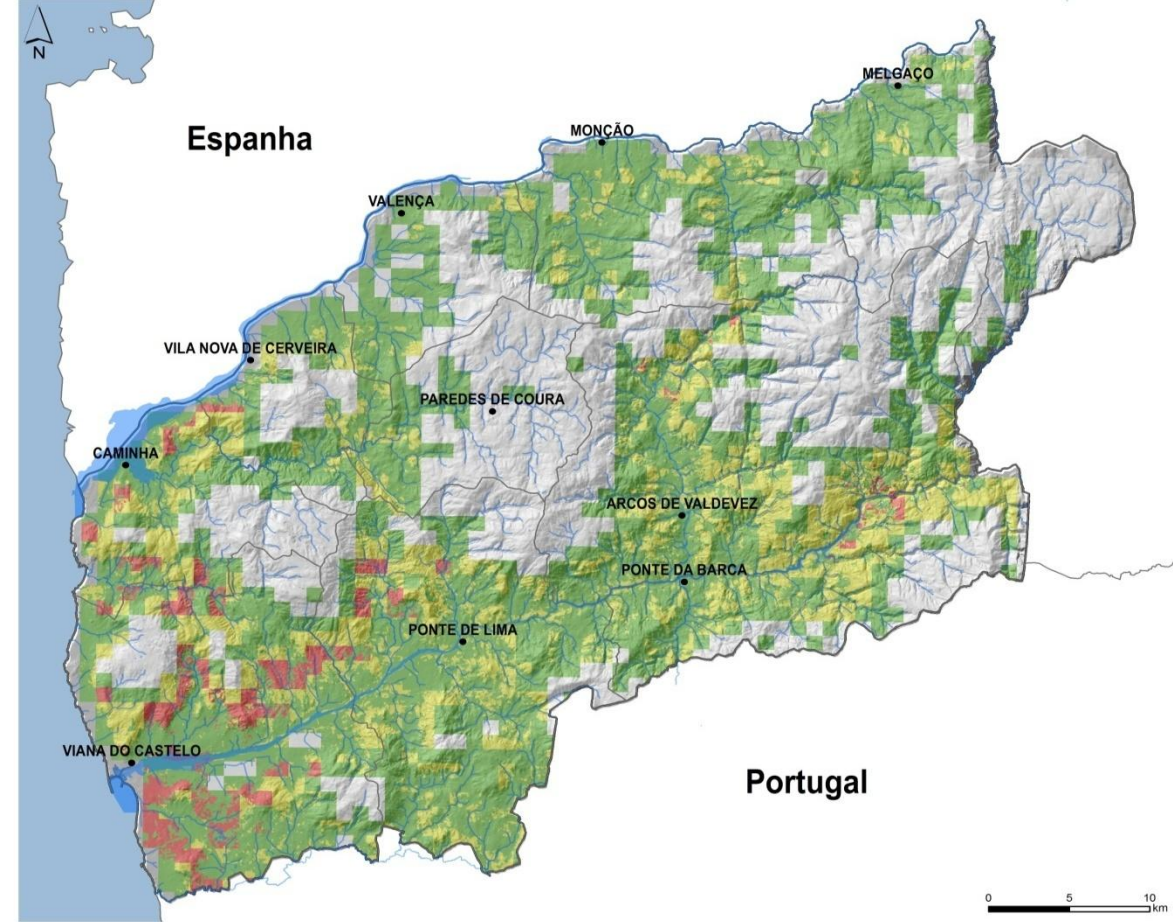 N
MELGAÇO
MONÇÃO
Espanha
VALENÇA
VILA NOVA DE CERVEIRA
PAREDES DE COURA
CAMINHA
ARCOS DE VALDEVEZ
PONTE DA BARCA
PONTE DE LIMA
VIANA DO CASTELO
Portugal
0 5 10
km